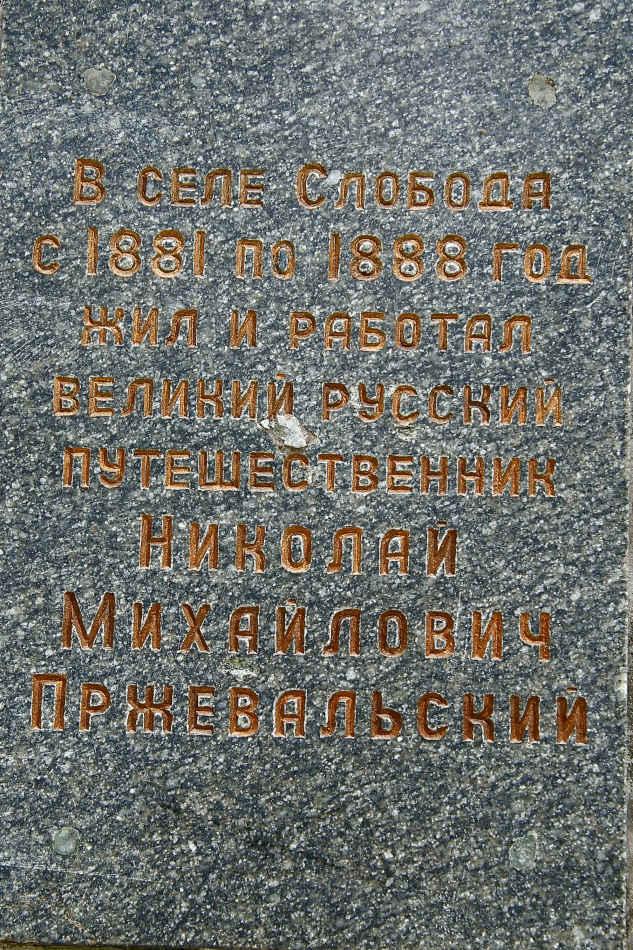 В СЕЛЕ СЛОБОДА
С 1881 ПО 1888 ГОД
ЖИЛ И РАБОТАЛ
ВЕЛИКИЙ РУССКИЙ
ПУТЕШЕСТВЕННИК
НИКОЛАЙ
МИХАЙЛОВИЧ
ПРЖЕВАЛЬСКИЙ